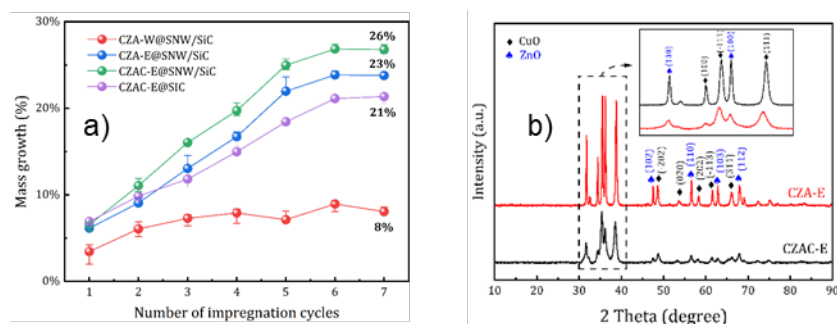 a)
30%
20%
10%
0%
Mass growth (%)
CZA-W@SNW/SiC
CZA-E@SNW/SiC
CZAC-E@SNW/SiC
CZAC-E@SIC
26%
23%
21%
8%
1 2 3 4 5 6 7
Number of impregnation cycles
b)
Intensity (a.u.)
CuO
ZnO
(100)
(-111)
(100)
(111)
(102)
(-202)
(020)
(110)
(202)
(-113)
(103)
(311)
(112)
CZA-E
CZAC-E
10 20 30 40 50 60 70 80 90
2 Theta (degree)